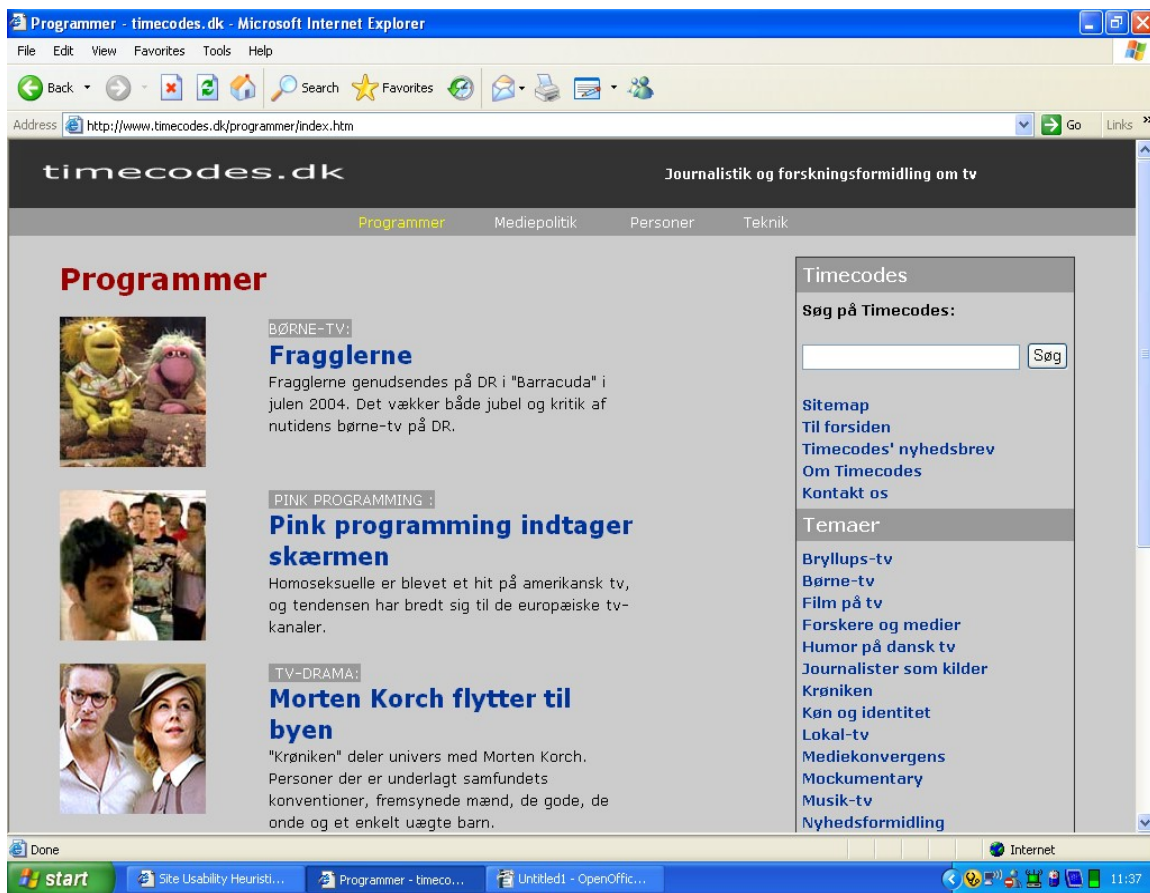 Programmer - timecodes.dk - Microsoft Internet Explorer
File Edit View Favorites Tools Help
Back Search Favorites
Address http://www.timecodes.dk/programmer/index.htm Go Links »
timecodes.dk Journalistik og forskningsformidling om tv
Programmer Mediepolitik Personer Teknik
Programmer
BØRNE-TV:
Fragglerne
Fragglerne genudsendes på DR i "Barracuda" i
julen 2004. Det vækker både jubel og kritik af
nutidens børne-tv på DR.
PINK PROGRAMMING :
Pink programming indtager
skærmen
Homoseksuelle er blevet et hit på amerikansk tv,
og tendensen har bredt sig til de europæiske tv-
kanaler.
TV-DRAMA:
Morten Korch flytter til
byen
"Krøniken" deler univers med Morten Korch.
Personer der er underlagt samfundets
konventioner, fremsynede mænd, de gode, de
onde og et enkelt uægte barn.
Timecodes
Søg på Timecodes:
Søg
Sitemap
Til forsiden
Timecodes' nyhedsbrev
Om Timecodes
Kontakt os
Temaer
Bryllups-tv
Børne-tv
Film på tv
Forskere og medier
Humor på dansk tv
Journalister som kilder
Krøniken
Køn og identitet
Lokal-tv
Mediekonvergens
Mockumentary
Musik-tv
Nyhedsformidling
Done Internet
start Site Usability Heuristi... Programmer - timeco... Untitled1 - OpenOffic... 11:37